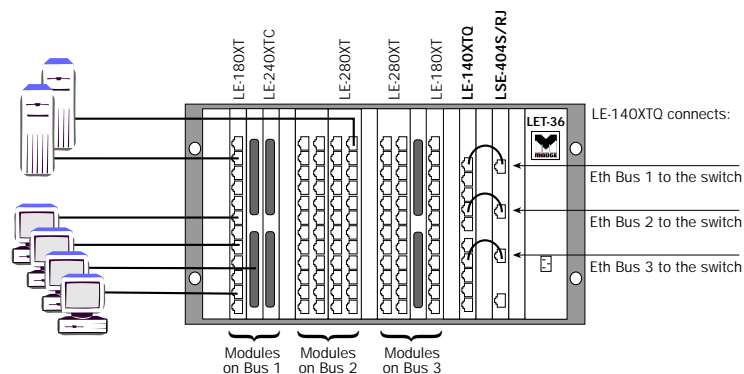 LE-180XT
LE-240XTC
LE-280XT
LE-280XT
LE-180XT
LE-140XTQ
LSE-404S/RJ
LET-36
MADGE
LE-140XTQ connects:
Eth Bus 1 to the switch
Eth Bus 2 to the switch
Eth Bus 3 to the switch
Modules
on Bus 1
Modules
on Bus 2
Modules
on Bus 3